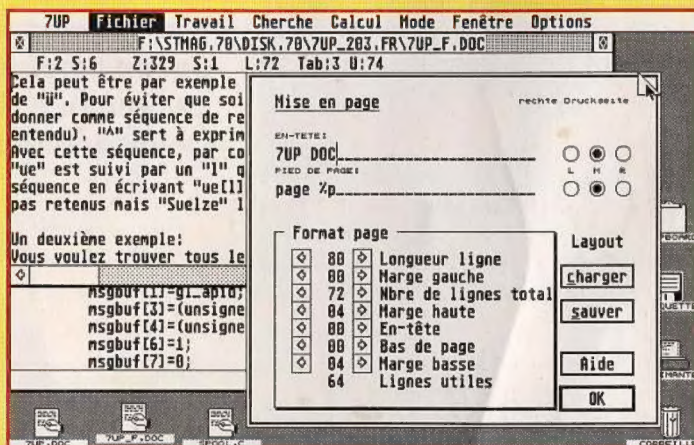 7UP Fichier Travail Cherche Calcul Mode Fenêtre Options
F:\STMAG.78\DISK.78\7UP_203.FR\7UP_F.DOC
F:2 S:6 Z:329 S:1 L:72 Tab:3 U:74
Cela peut être par exemple
de "ü". Pour éviter que soi
donner comme séquence de re
entendu). "^" sert à exprim
Avec cette séquence, par co
"ue" est suivi par un "l" q
séquence en écrivant "ue[l]
pas retenus mais "Suelze" l
Un deuxième exemple:
Vous voulez trouver tous le
msgbuf[1]=gl_apid;
msgbuf[3]=(unsigne
msgbuf[4]=(unsigne
msgbuf[6]=1;
msgbuf[7]=0;
Mise en page
rechte Druckseite
EN-TETE:
7UP DOC
L M R
PIED DE PAGE:
page %p
Format page
80 Longueur ligne
00 Marge gauche
72 Nbre de lignes total
04 Marge haute
00 En-tête
00 Bas de page
04 Marge basse
64 Lignes utiles
Layout
charger
sauver
Aide
OK
7UP.DOC
7UP_F.DOC
SPOOL.C